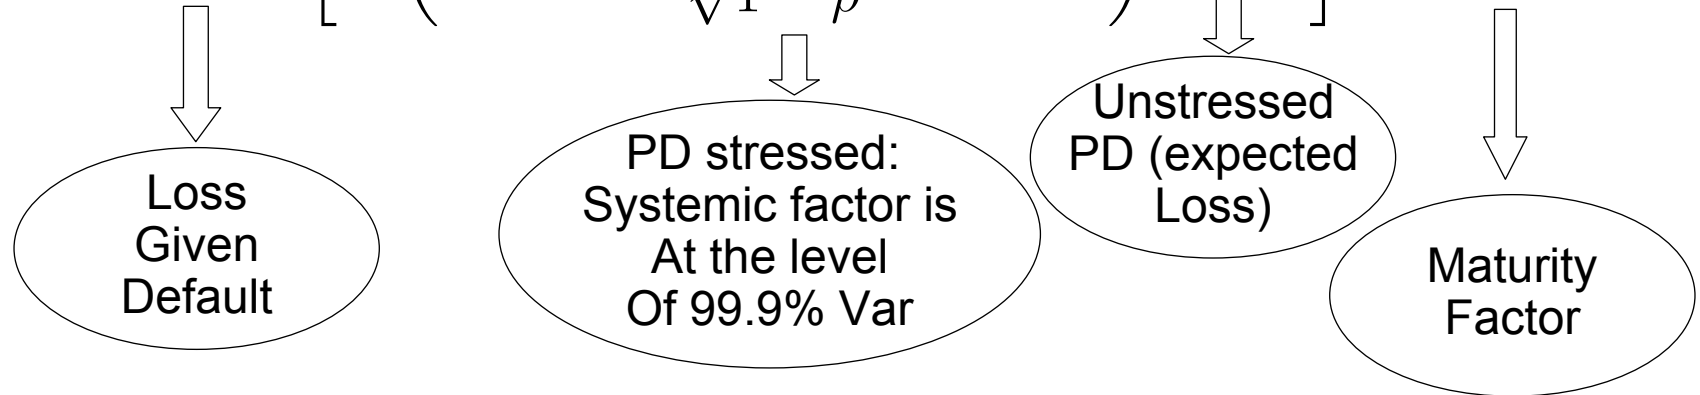 [ ( √1 − ρ ) ]
Loss
Given
Default
PD stressed:
Systemic factor is
At the level
Of 99.9% Var
Unstressed
PD (expected
Loss)
Maturity
Factor